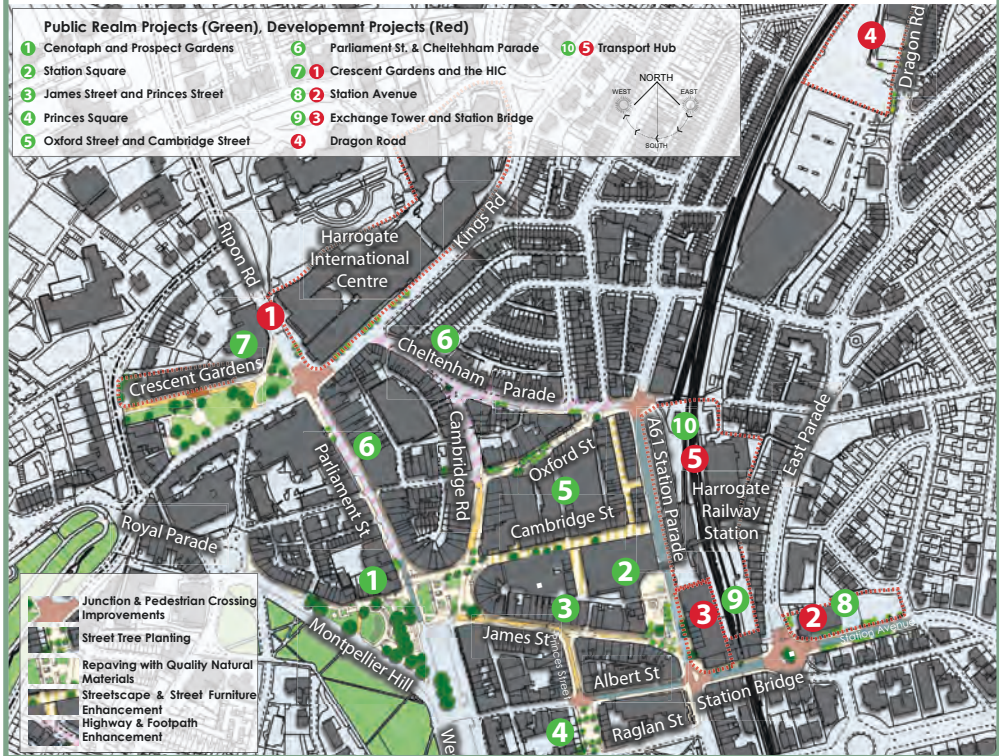 Public Realm Projects (Green), Developemnt Projects (Red)
1 Cenotaph and Prospect Gardens
2 Station Square
3 James Street and Princes Street
4 Princes Square
5 Oxford Street and Cambridge Street
6 Parliament St. & Cheltehham Parade
7 1 Crescent Gardens and the HIC
8 2 Station Avenue
9 3 Exchange Tower and Station Bridge
4 Dragon Road
10 5 Transport Hub
NORTH
WEST
EAST
SOUTH
4
Dragon Rd
Kings Rd
Ripon Rd
Harrogate
International
Centre
1
7
6
Crescent Gardens
Cheltenham Parade
Cambridge Rd
6
Parliament St
Oxford St
5
Cambridge St
A61 Station Parade
10
5
Harrogate
Railway
Station
East Parade
Royal Parade
1
2
3
3
9
2
8
Station Avenue
James St
Princes Street
Montpellier Hill
Albert St
Station Bridge
4
Raglan St
We
Junction & Pedestrian Crossing
Improvements
Street Tree Planting
Repaving with Quality Natural
Materials
Streetscape & Street Furniture
Enhancement
Highway & Footpath
Enhancement